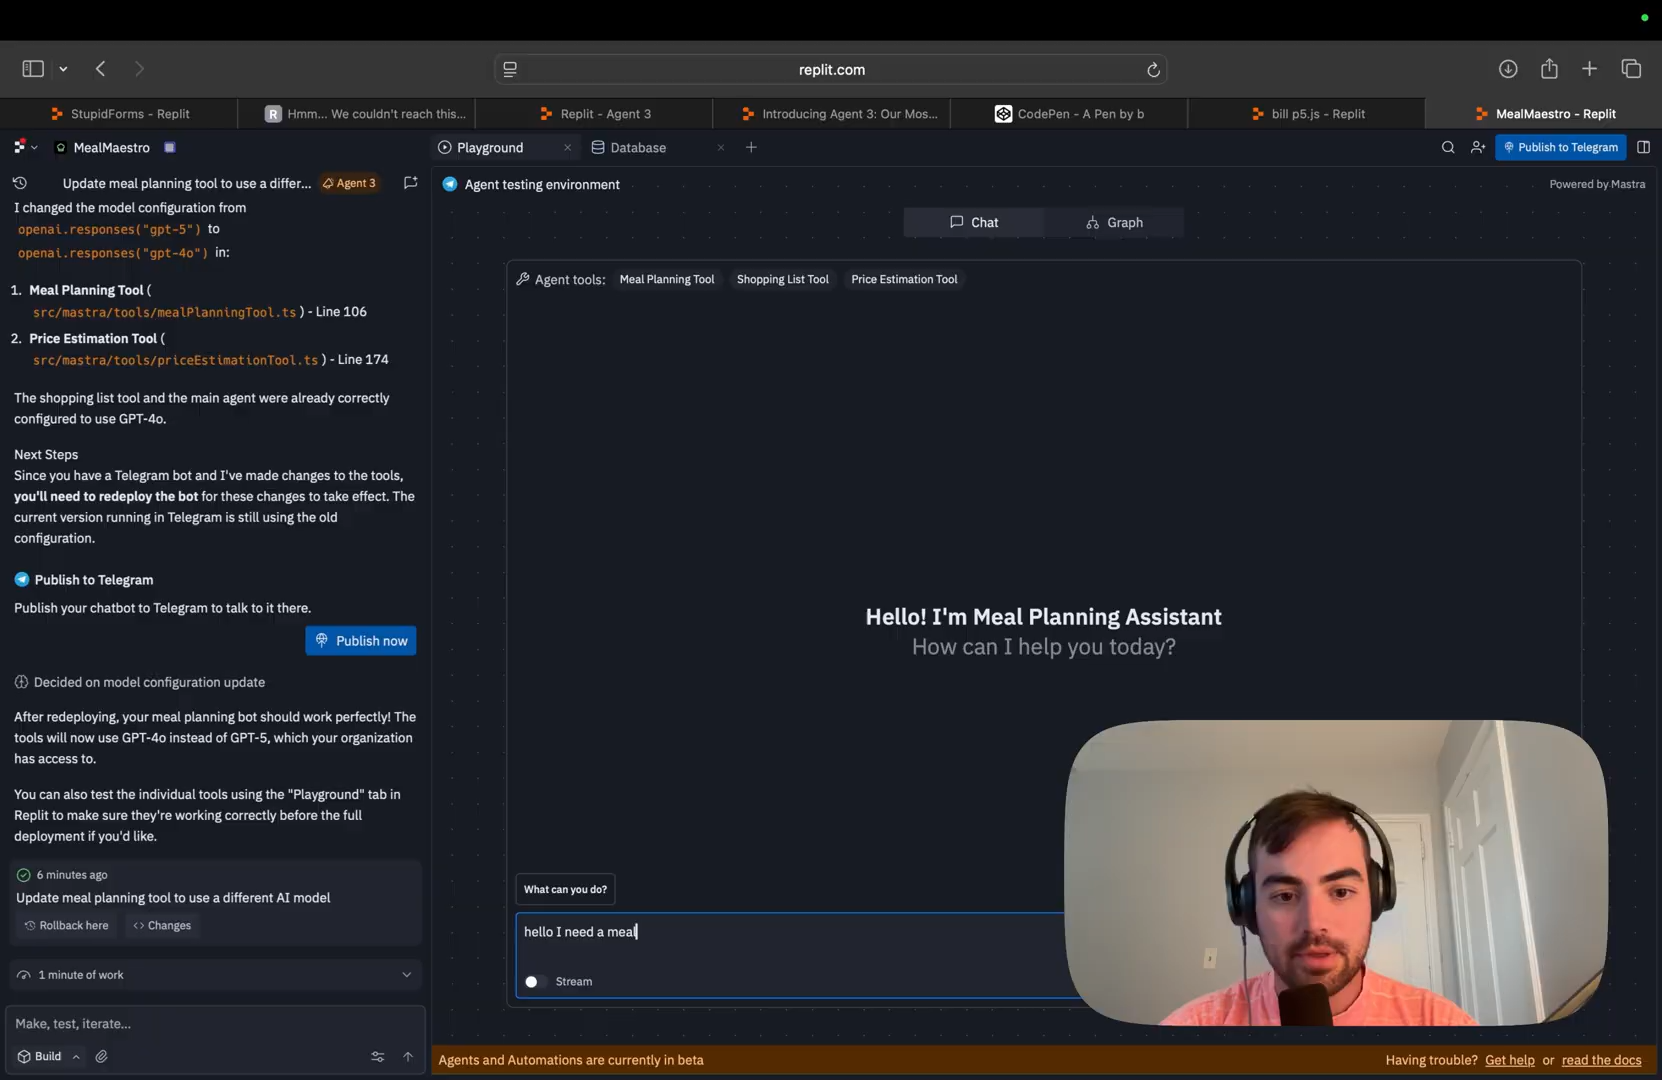 replit.com
StupidForms - Replit
R Hmm... We couldn't reach this...
Replit - Agent 3
Introducing Agent 3: Our Mos...
CodePen - A Pen by b
bill p5.js - Replit
MealMaestro - Replit
MealMaestro
Playground
Database
Publish to Telegram
Update meal planning tool to use a differ...
Agent 3
I changed the model configuration from
openai.responses("gpt-5") to
openai.responses("gpt-4o") in:
1. Meal Planning Tool (
src/mastra/tools/mealPlanningTool.ts ) - Line 106
2. Price Estimation Tool (
src/mastra/tools/priceEstimationTool.ts ) - Line 174
The shopping list tool and the main agent were already correctly
configured to use GPT-4o.
Next Steps
Since you have a Telegram bot and I've made changes to the tools,
you'll need to redeploy the bot for these changes to take effect. The
current version running in Telegram is still using the old
configuration.
Publish to Telegram
Publish your chatbot to Telegram to talk to it there.
Publish now
Decided on model configuration update
After redeploying, your meal planning bot should work perfectly! The
tools will now use GPT-4o instead of GPT-5, which your organization
has access to.
You can also test the individual tools using the "Playground" tab in
Replit to make sure they're working correctly before the full
deployment if you'd like.
6 minutes ago
Update meal planning tool to use a different AI model
Rollback here
Changes
1 minute of work
Make, test, iterate...
Build
Agent testing environment
Powered by Mastra
Chat
Graph
Agent tools: Meal Planning Tool Shopping List Tool Price Estimation Tool
Hello! I'm Meal Planning Assistant
How can I help you today?
What can you do?
hello I need a meal
Stream
Agents and Automations are currently in beta
Having trouble? Get help or read the docs